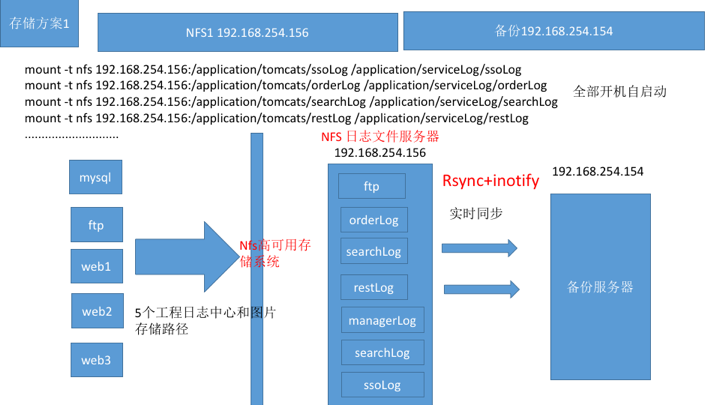 存储方案1
NFS1 192.168.254.156
备份192.168.254.154
mount -t nfs 192.168.254.156:/application/tomcats/ssoLog /application/serviceLog/ssoLog
mount -t nfs 192.168.254.156:/application/tomcats/orderLog /application/serviceLog/orderLog
mount -t nfs 192.168.254.156:/application/tomcats/searchLog /application/serviceLog/searchLog
mount -t nfs 192.168.254.156:/application/tomcats/restLog /application/serviceLog/restLog
............................
全部开机自启动
NFS 日志文件服务器
192.168.254.156
mysql
ftp
web1
web2
web3
Nfs高可用存
储系统
5个工程日志中心和图片
存储路径
ftp
orderLog
searchLog
restLog
managerLog
searchLog
ssoLog
Rsync+inotify
实时同步
192.168.254.154
备份服务器